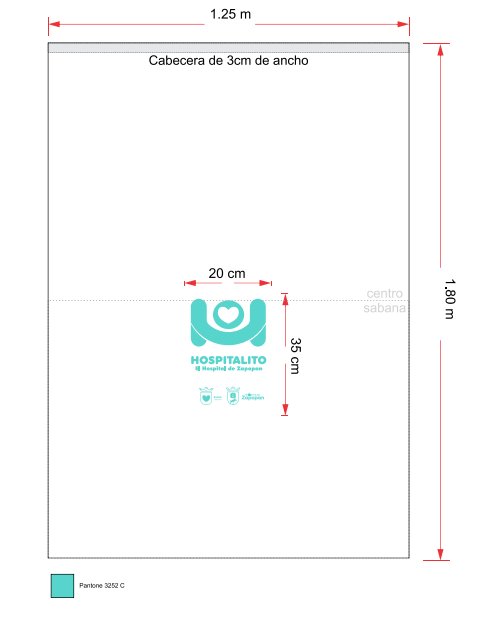 1.25 m
Cabecera de 3cm de ancho
20 cm
centro
sabana
1.80 m
35 cm
HOSPITALITO
Hospital de Zapopan
Zapopan
Pantone 3252 C